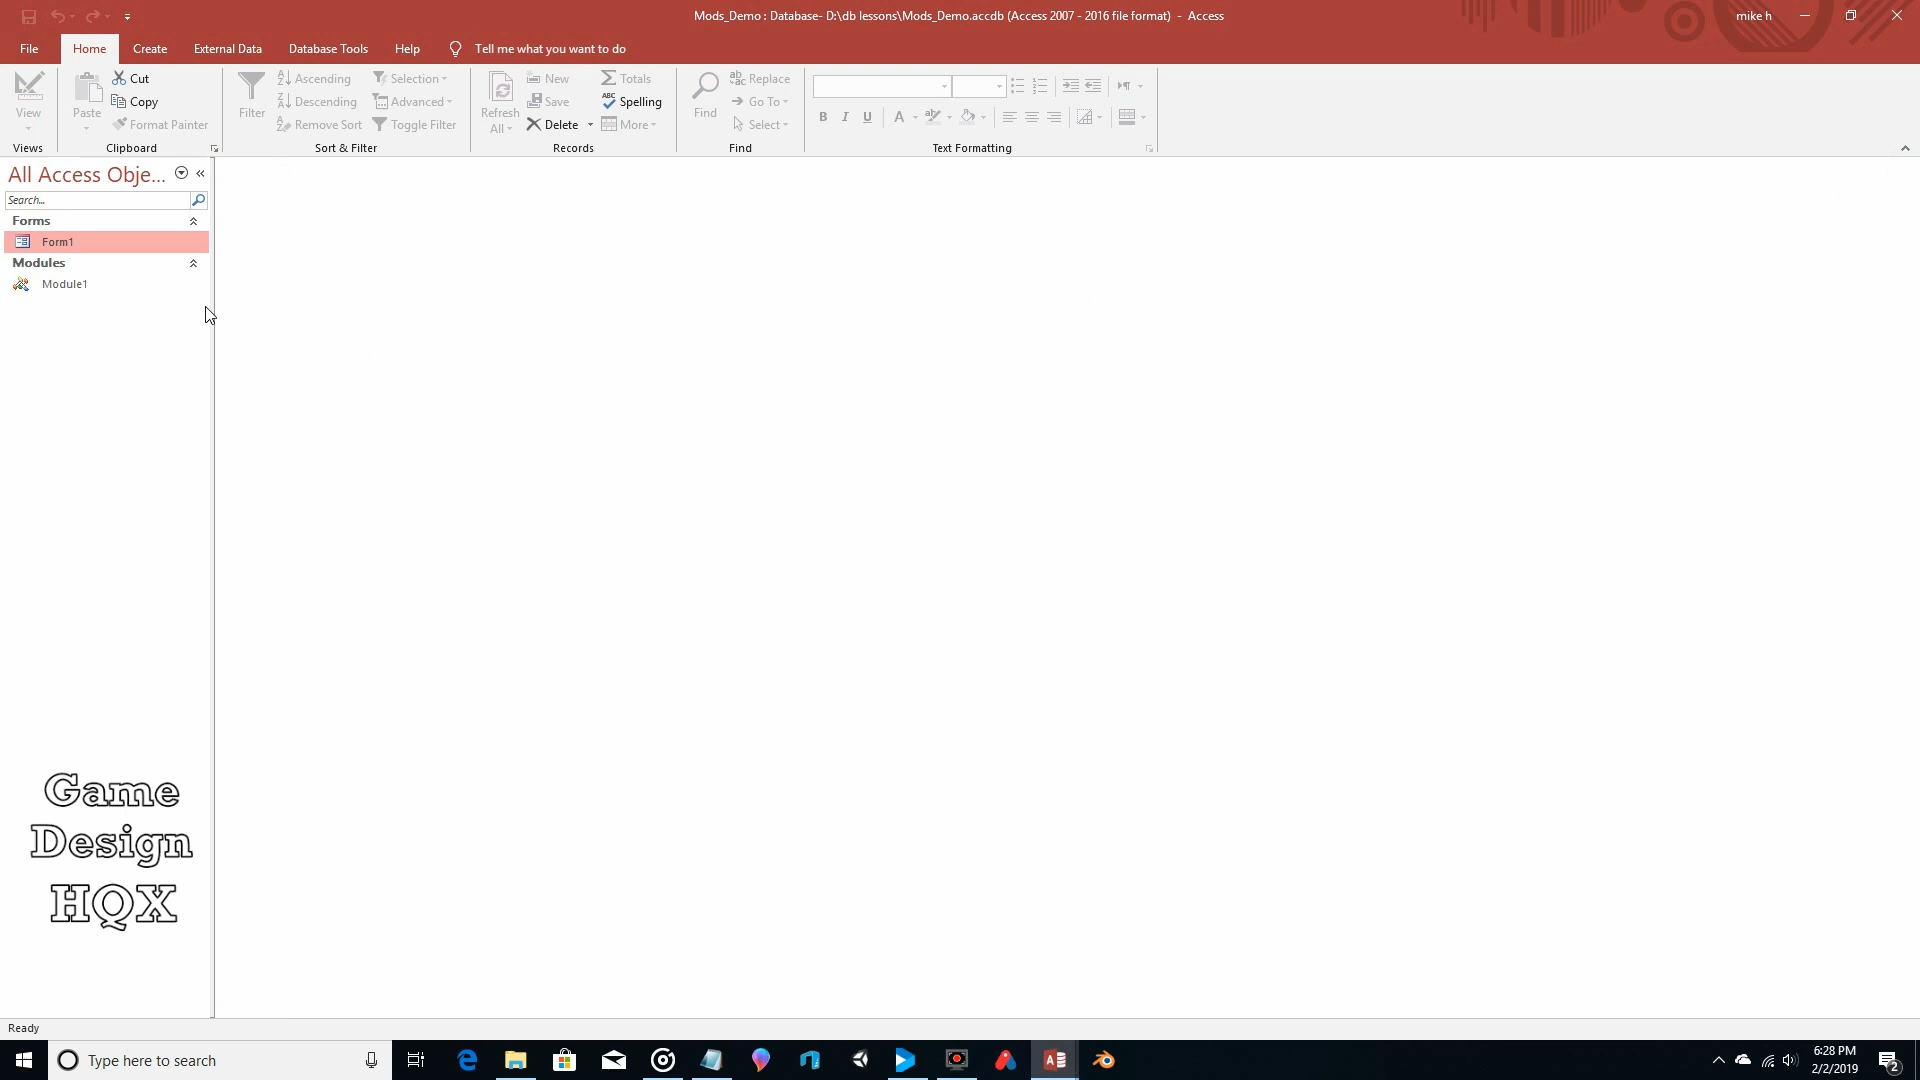 Mods_Demo : Database- D:\db lessons\Mods_Demo.accdb (Access 2007 - 2016 file format) - Access
mike h
File Home Create External Data Database Tools Help Tell me what you want to do
View
Views
Paste
Cut
Copy
Format Painter
Clipboard
Filter
Ascending
Descending
Remove Sort
Selection
Advanced
Toggle Filter
Sort & Filter
Refresh
All
New
Save
Delete
Totals
Spelling
More
Records
Find
Replace
Go To
Select
Find
B I U A
Text Formatting
All Access Obje...
Search...
Forms
Form1
Modules
Module1
Game
Design
HQX
Ready
Type here to search
6:28 PM
2/2/2019
2